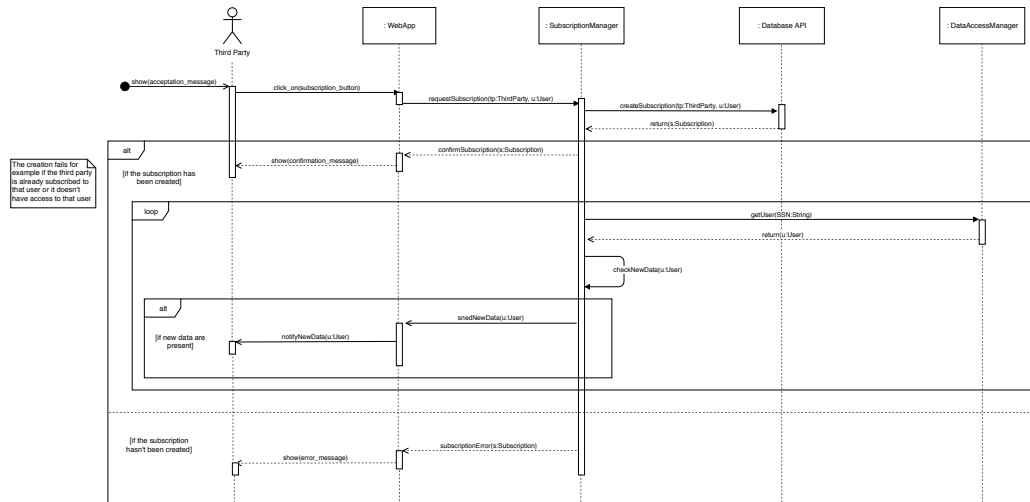 : WebApp
: SubscriptionManager
: Database API
: DataAccessManager
Third Party
show(acceptation_message)
click_on(subscription_button)
requestSubscription(tp:ThirdParty, u:User)
createSubscription(tp:ThirdParty, u:User)
return(s:Subscription)
alt
confirmSubscription(s:Subscription)
show(confirmation_message)
The creation fails for
example if the third party
is already subscribed to
that user or it doesn't
have access to that user
[if the subscription has
been created]
loop
getUser(SSN:String)
return(u:User)
checkNewData(u:User)
alt
snedNewData(u:User)
[if new data are
present]
notifyNewData(u:User)
[if the subscription
hasn't been created]
subscriptionError(s:Subscription)
show(error_message)